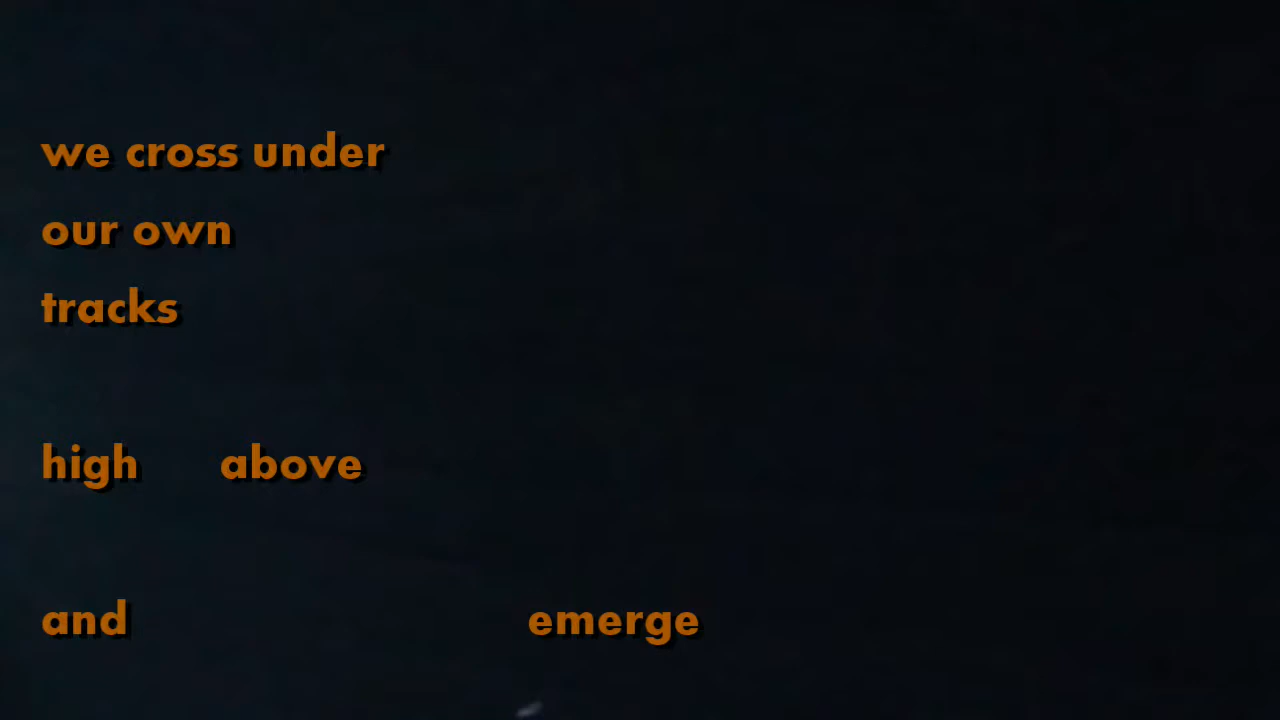 we cross under
our own
tracks
high above
and emerge